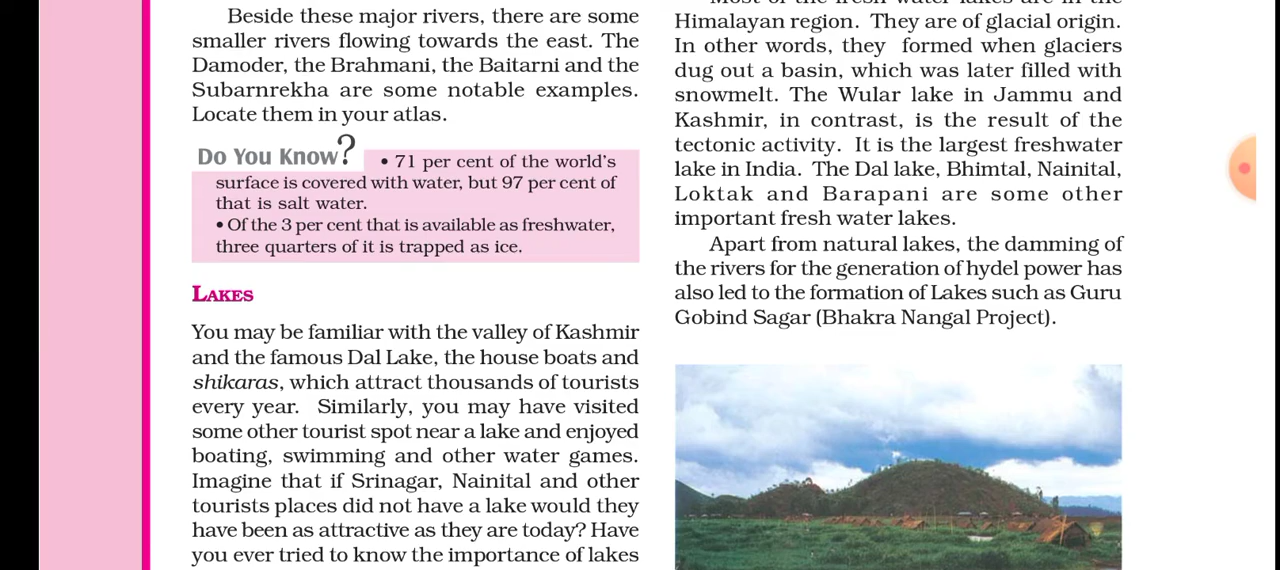 Beside these major rivers, there are some
smaller rivers flowing towards the east. The
Damoder, the Brahmani, the Baitarni and the
Subarnrekha are some notable examples.
Locate them in your atlas.
Do You Know?
• 71 per cent of the world's
surface is covered with water, but 97 per cent of
that is salt water.
• Of the 3 per cent that is available as freshwater,
three quarters of it is trapped as ice.
LAKES
You may be familiar with the valley of Kashmir
and the famous Dal Lake, the house boats and
shikaras, which attract thousands of tourists
every year. Similarly, you may have visited
some other tourist spot near a lake and enjoyed
boating, swimming and other water games.
Imagine that if Srinagar, Nainital and other
tourists places did not have a lake would they
have been as attractive as they are today? Have
you ever tried to know the importance of lakes
Most of the fresh water lakes are in the
Himalayan region. They are of glacial origin.
In other words, they formed when glaciers
dug out a basin, which was later filled with
snowmelt. The Wular lake in Jammu and
Kashmir, in contrast, is the result of the
tectonic activity. It is the largest freshwater
lake in India. The Dal lake, Bhimtal, Nainital,
Loktak and Barapani are some other
important fresh water lakes.
Apart from natural lakes, the damming of
the rivers for the generation of hydel power has
also led to the formation of Lakes such as Guru
Gobind Sagar (Bhakra Nangal Project).